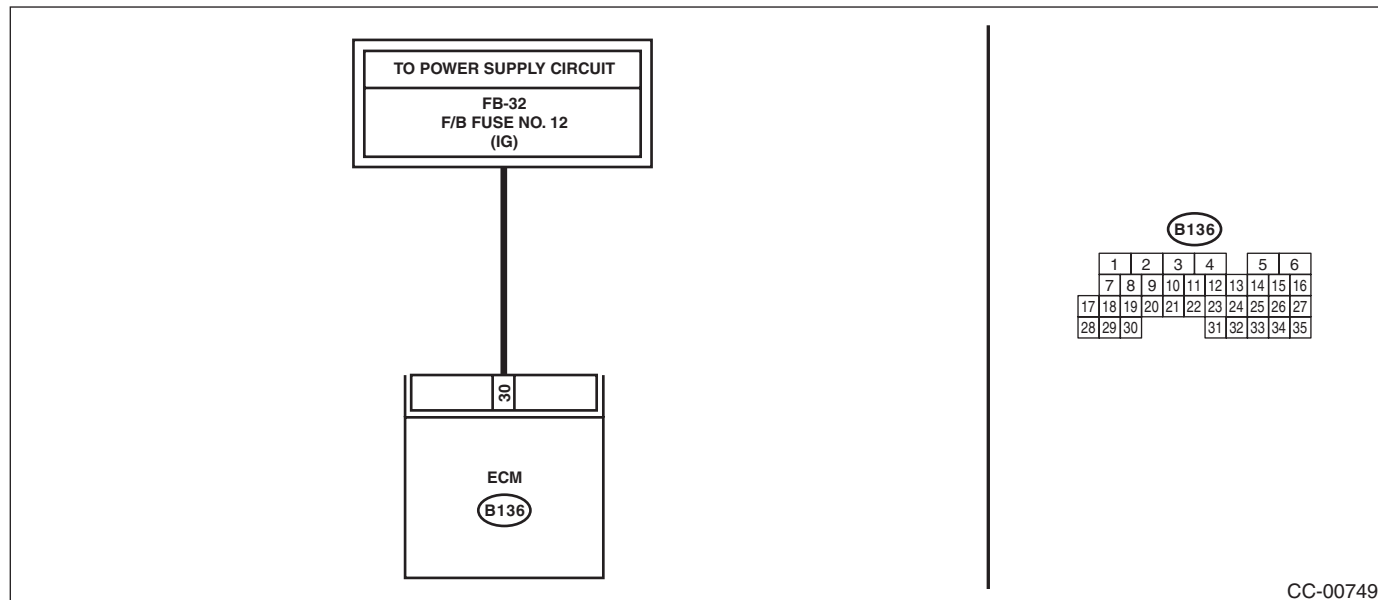 TO POWER SUPPLY CIRCUIT
FB-32
F/B FUSE NO. 12
(IG)
30
ECM
B136
B136
1 2 3 4 5 6
7 8 9 10 11 12 13 14 15 16
17 18 19 20 21 22 23 24 25 26 27
28 29 30 31 32 33 34 35
CC-00749